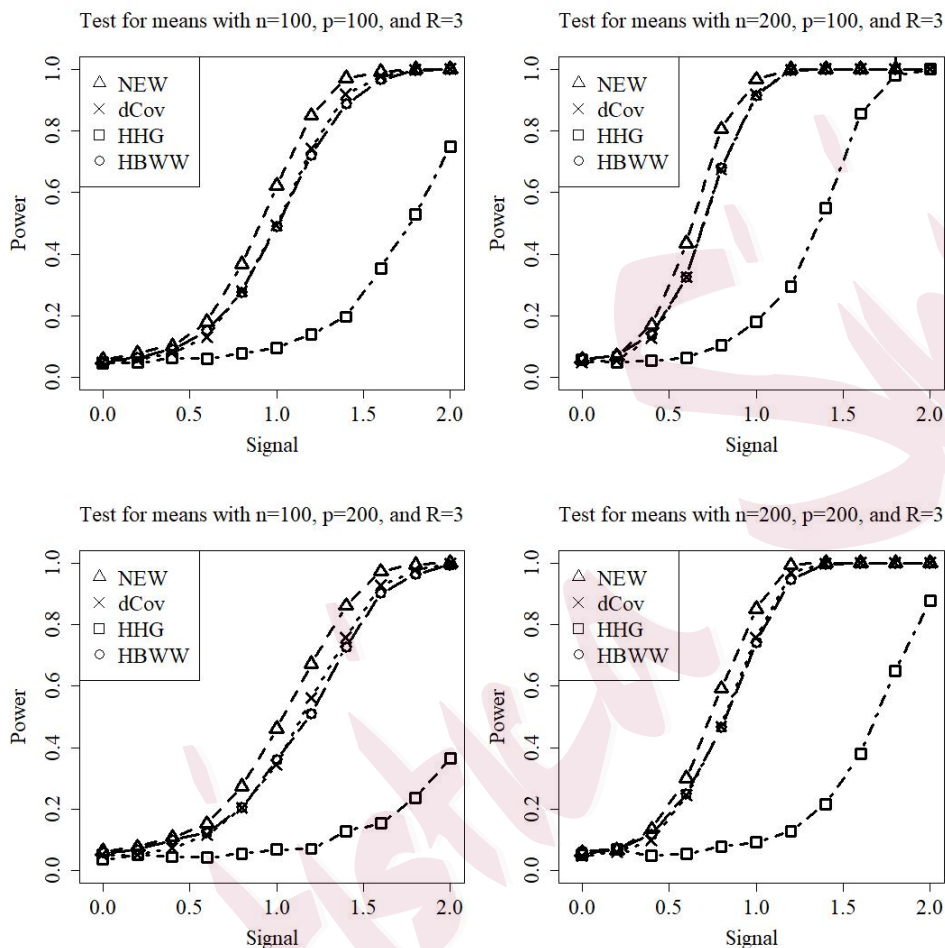 Test for means with n=100, p=100, and R=3
NEW
dCov
HHG
HBWW
Power
0.0 0.2 0.4 0.6 0.8 1.0
0.0 0.5 1.0 1.5 2.0
Signal
Test for means with n=200, p=100, and R=3
NEW
dCov
HHG
HBWW
Power
0.0 0.2 0.4 0.6 0.8 1.0
0.0 0.5 1.0 1.5 2.0
Signal
Test for means with n=100, p=200, and R=3
NEW
dCov
HHG
HBWW
Power
0.0 0.2 0.4 0.6 0.8 1.0
0.0 0.5 1.0 1.5 2.0
Signal
Test for means with n=200, p=200, and R=3
NEW
dCov
HHG
HBWW
Power
0.0 0.2 0.4 0.6 0.8 1.0
0.0 0.5 1.0 1.5 2.0
Signal